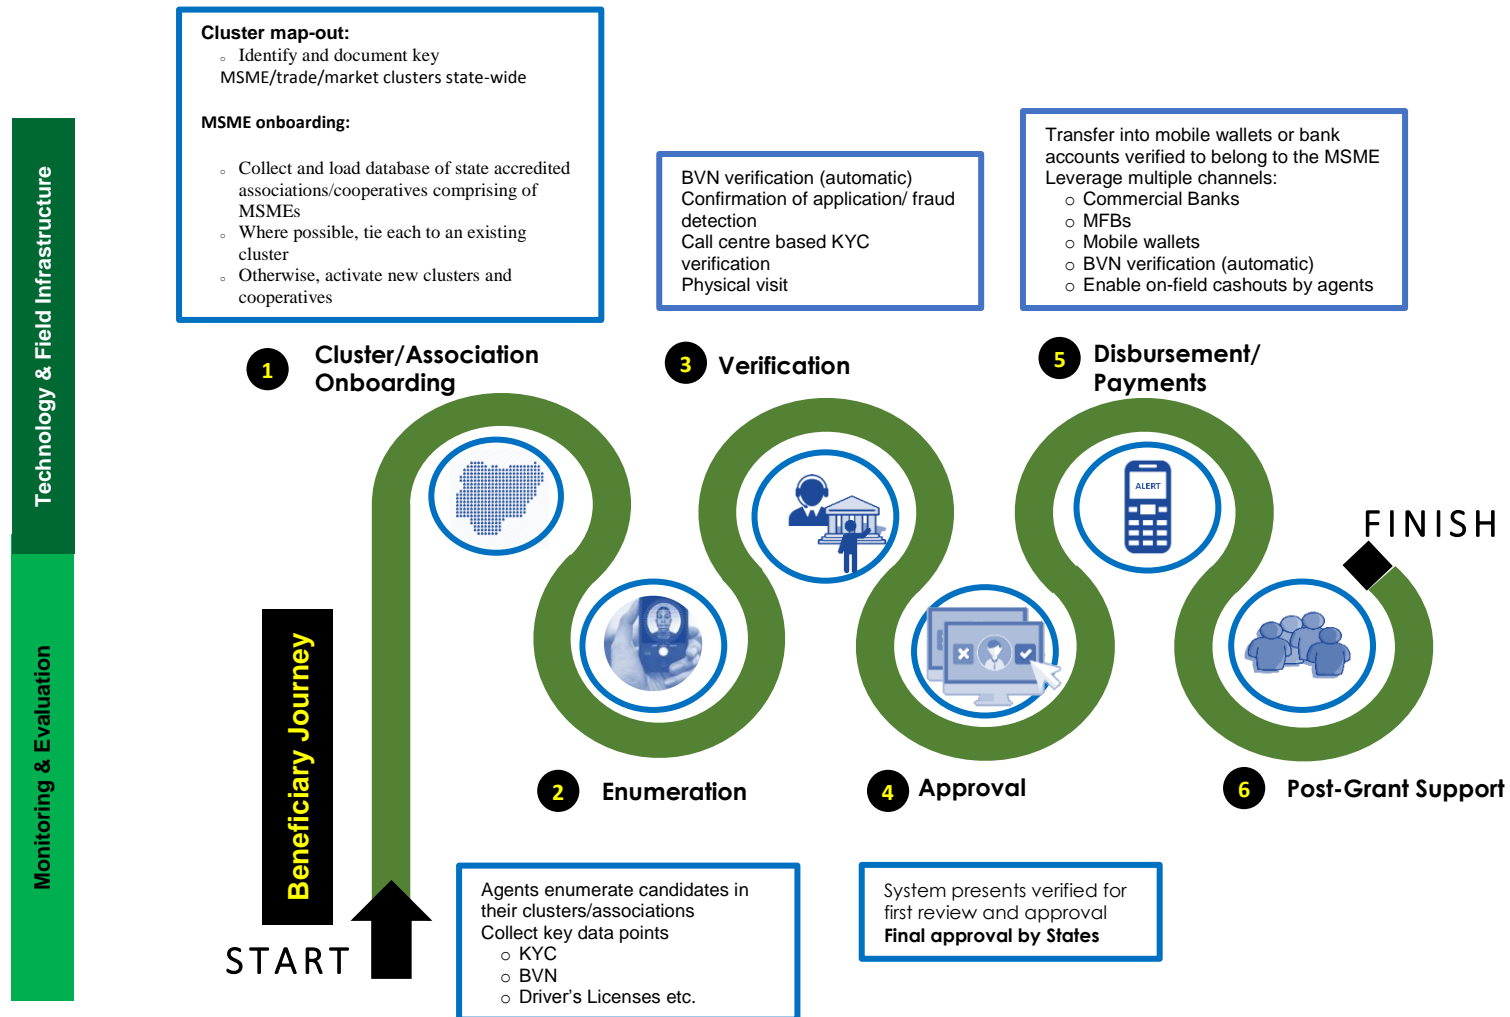 Cluster map-out:
○ Identify and document key
MSME/trade/market clusters state-wide
MSME onboarding:
○ Collect and load database of state accredited
associations/cooperatives comprising of
MSMEs
○ Where possible, tie each to an existing
cluster
○ Otherwise, activate new clusters and
cooperatives
BVN verification (automatic)
Confirmation of application/ fraud
detection
Call centre based KYC
verification
Physical visit
Transfer into mobile wallets or bank
accounts verified to belong to the MSME
Leverage multiple channels:
○ Commercial Banks
○ MFBs
○ Mobile wallets
○ BVN verification (automatic)
○ Enable on-field cashouts by agents
Technology & Field Infrastructure
Monitoring & Evaluation
1 Cluster/Association
Onboarding
3 Verification
5 Disbursement/
Payments
ALERT
FINISH
Beneficiary Journey
START
2 Enumeration
4 Approval
6 Post-Grant Support
Agents enumerate candidates in
their clusters/associations
Collect key data points
○ KYC
○ BVN
○ Driver's Licenses etc.
System presents verified for
first review and approval
Final approval by States